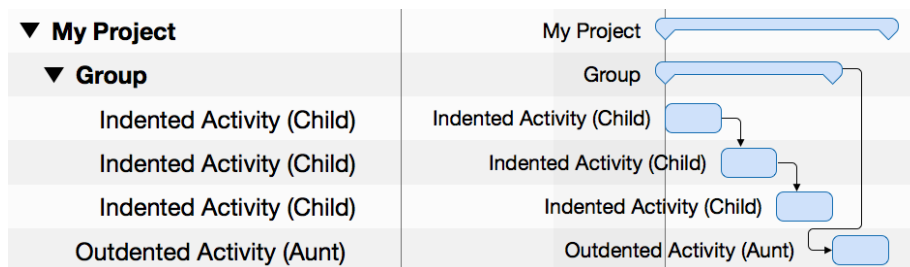 My Project My Project
Group Group
Indented Activity (Child) Indented Activity (Child)
Indented Activity (Child) Indented Activity (Child)
Indented Activity (Child) Indented Activity (Child)
Outdented Activity (Aunt) Outdented Activity (Aunt)